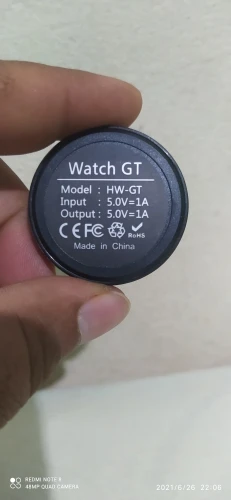 Watch GT
Model : HW-GT
Input : 5.0V=1A
Output : 5.0V=1A
CE FC RoHS
Made in China
REDMI NOTE 8
48MP QUAD CAMERA
2021/6/26 22:08